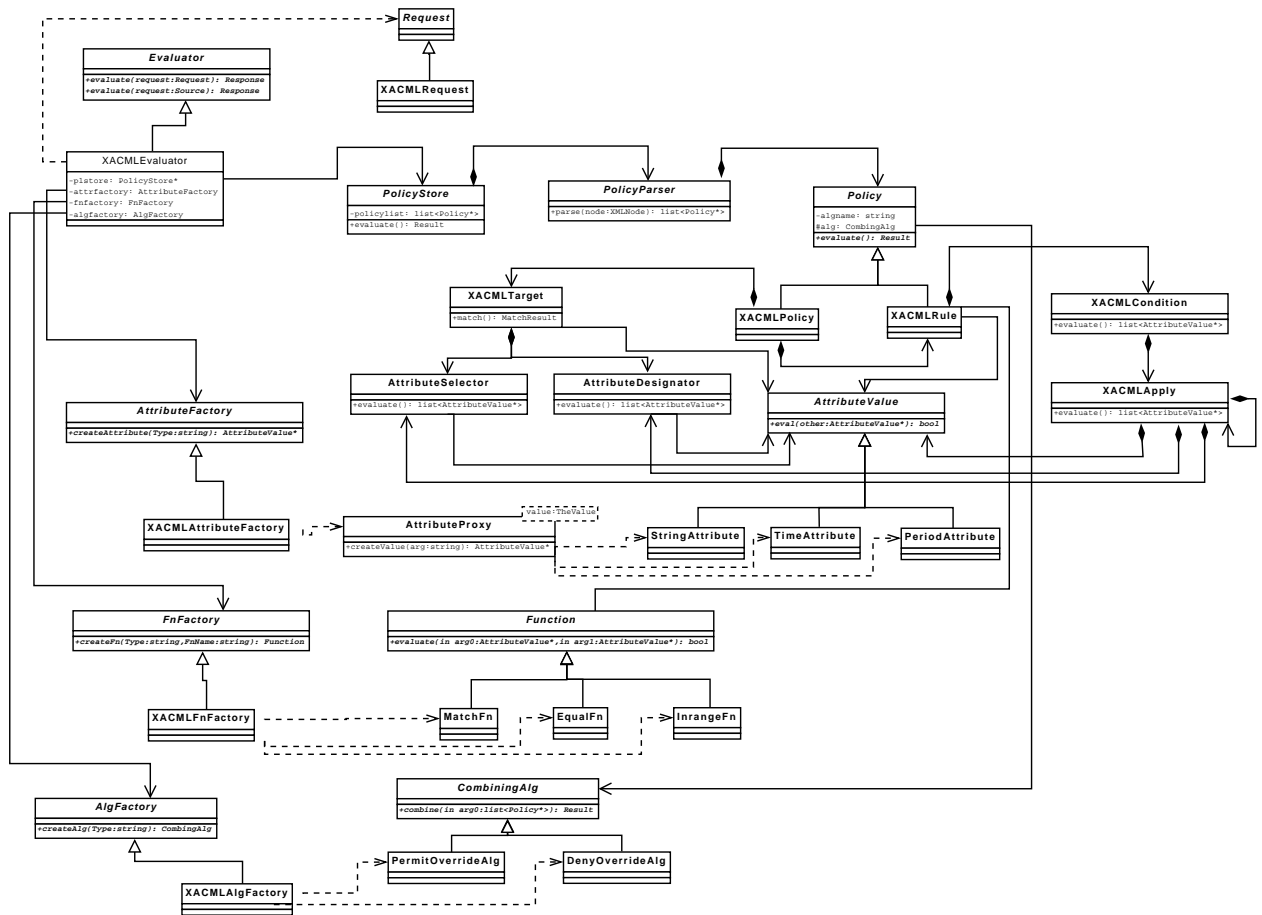 Request
Evaluator
+evaluate(request:Request): Response
+evaluate(request:Source): Response
XACMLRequest
XACMLEvaluator
-plstore: PolicyStore*
-attrfactory: AttributeFactory
-fnfactory: FnFactory
-algfactory: AlgFactory
PolicyStore
-policylist: list<Policy*>
+evaluate(): Result
PolicyParser
+parse(node:XMLNode): list<Policy*>
Policy
-algname: string
#alg: CombingAlg
+evaluate(): Result
XACMLTarget
+match(): MatchResult
XACMLPolicy
XACMLRule
XACMLCondition
+evaluate(): list<AttributeValue*>
AttributeSelector
+evaluate(): list<AttributeValue*>
AttributeDesignator
+evaluate(): list<AttributeValue*>
AttributeValue
+eval(other:AttributeValue*): bool
XACMLApply
+evaluate(): list<AttributeValue*>
AttributeFactory
+createAttribute(Type:string): AttributeValue*
XACMLAttributeFactory
AttributeProxy
value:TheValue
+createValue(arg:string): AttributeValue*
StringAttribute
TimeAttribute
PeriodAttribute
FnFactory
+createFn(Type:string,FnName:string): Function
Function
+evaluate(in arg0:AttributeValue*,in arg1:AttributeValue*): bool
XACMLFnFactory
MatchFn
EqualFn
InrangeFn
AlgFactory
+createAlg(Type:string): CombingAlg
CombiningAlg
+combine(in arg0:list<Policy*>): Result
XACMLAlgFactory
PermitOverrideAlg
DenyOverrideAlg